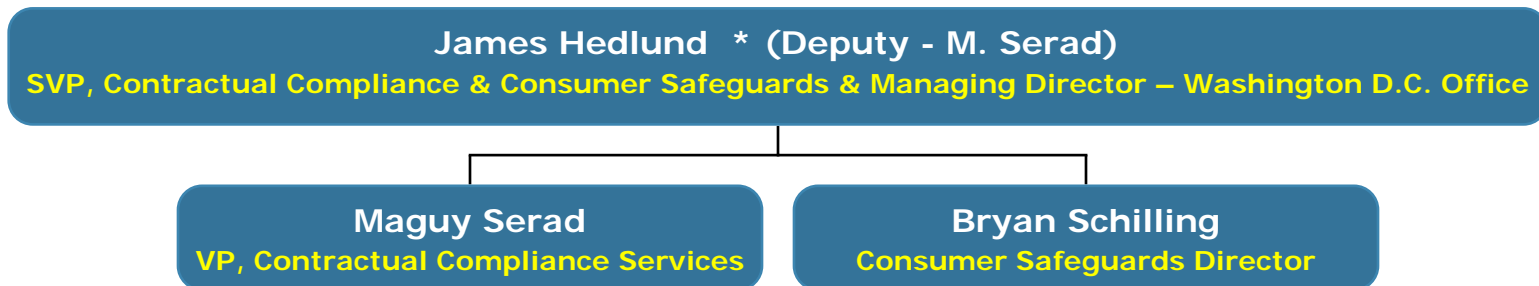 James Hedlund * (Deputy - M. Serad)
SVP, Contractual Compliance & Consumer Safeguards & Managing Director – Washington D.C. Office
Maguy Serad
VP, Contractual Compliance Services
Bryan Schilling
Consumer Safeguards Director